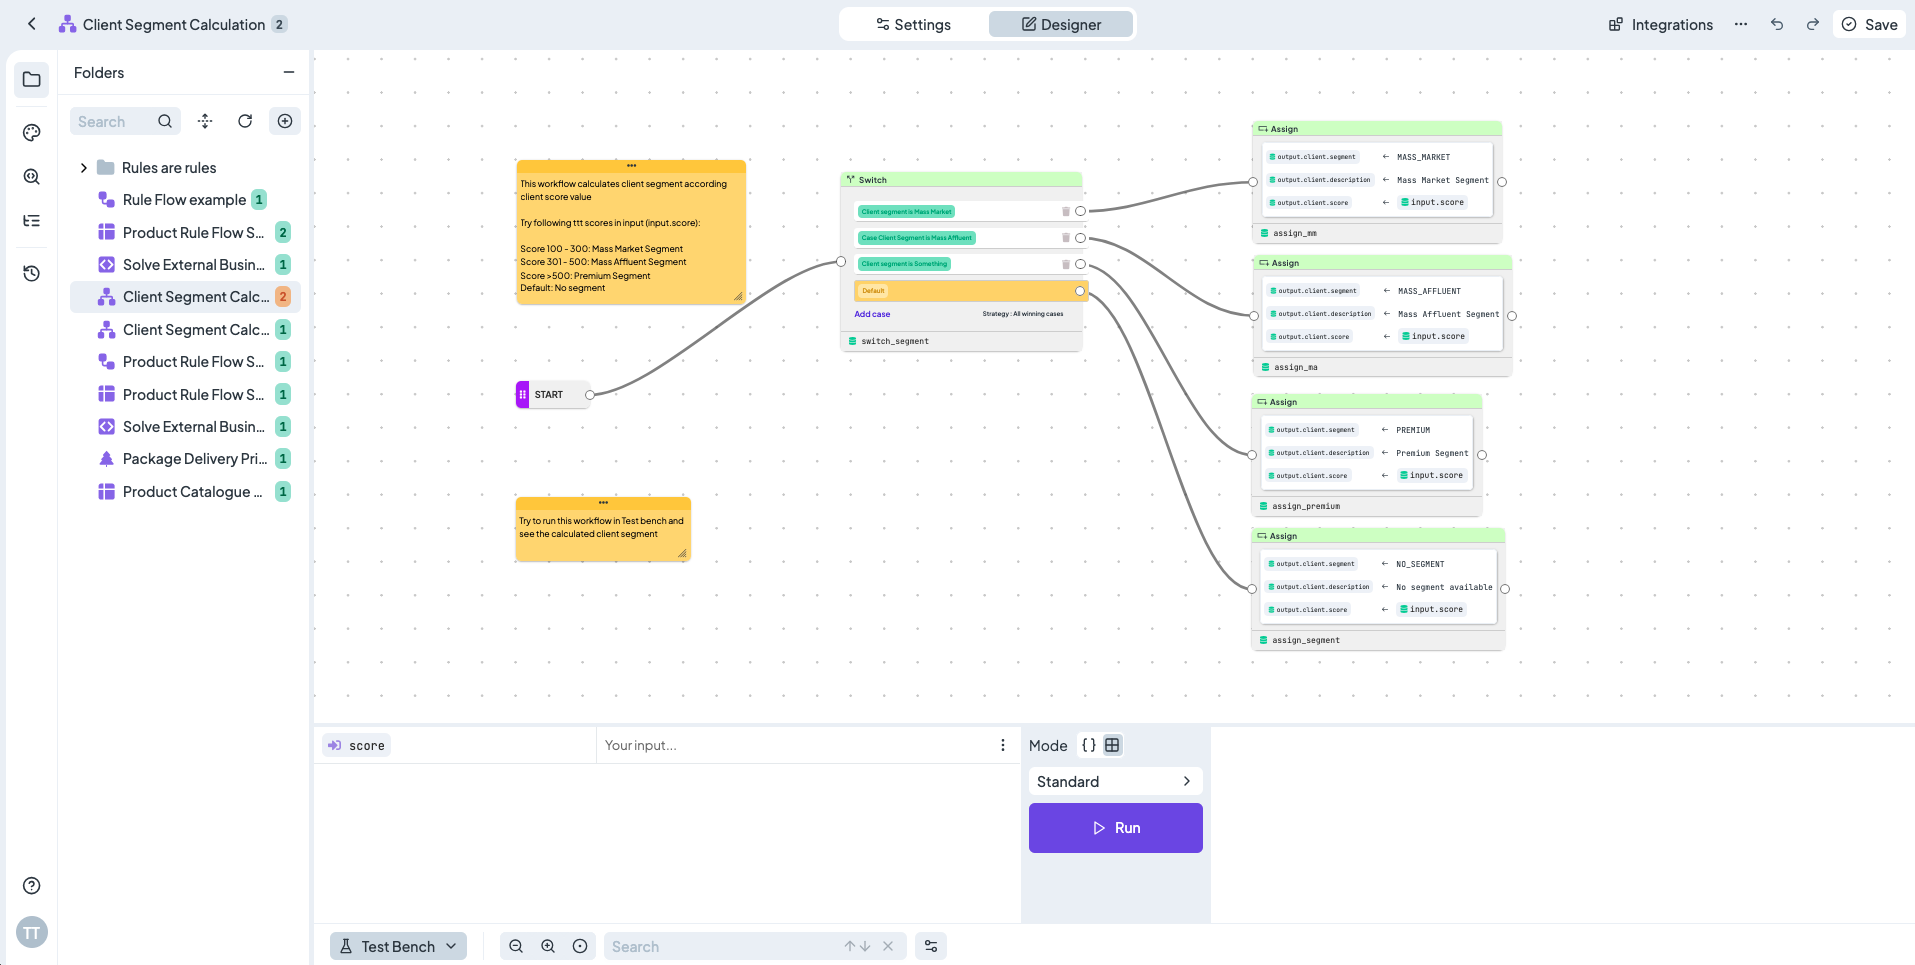 Client Segment Calculation 2
Settings
Designer
Integrations
Save
Folders
Search
Rules are rules
Rule Flow example 1
Product Rule Flow S... 2
Solve External Busin... 1
Client Segment Calc... 2
Client Segment Calc... 1
Product Rule Flow S... 1
Product Rule Flow S... 1
Solve External Busin... 1
Package Delivery Pri... 1
Product Catalogue ... 1
TT
This workflow calculates client segment according
client score value
Try following ttt scores in input (input.score):
Score 100 - 300: Mass Market Segment
Score 301 - 500: Mass Affluent Segment
Score >500: Premium Segment
Default: No segment
START
Try to run this workflow in Test bench and
see the calculated client segment
Switch
Client segment is Mass Market
Case Client Segment is Mass Affluent
Client segment is Something
Default
Add case
Strategy : All winning cases
switch_segment
Assign
output.client.segment ← MASS_MARKET
output.client.description ← Mass Market Segment
output.client.score ← input.score
assign_mm
Assign
output.client.segment ← MASS_AFFLUENT
output.client.description ← Mass Affluent Segment
output.client.score ← input.score
assign_ma
Assign
output.client.segment ← PREMIUM
output.client.description ← Premium Segment
output.client.score ← input.score
assign_premium
Assign
output.client.segment ← NO_SEGMENT
output.client.description ← No segment available
output.client.score ← input.score
assign_segment
score
Your input...
Mode {}
Standard
Run
Test Bench
Search